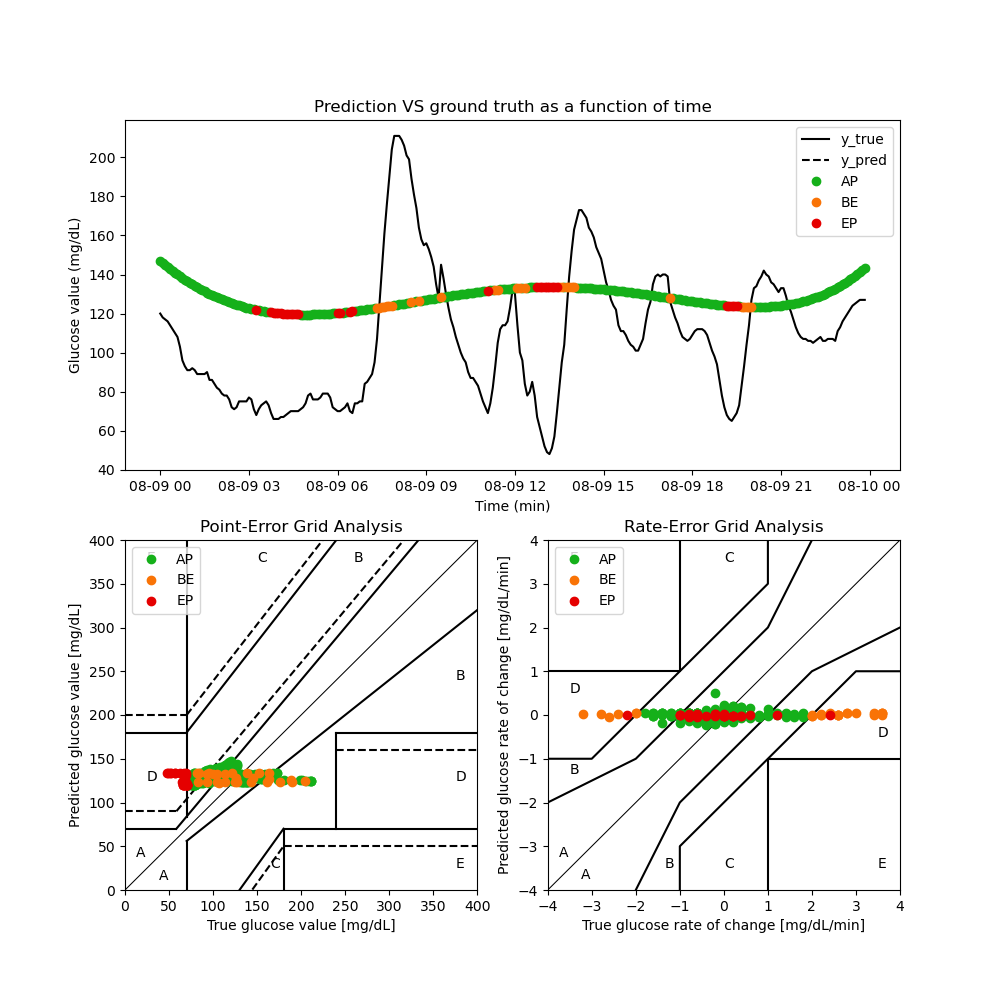 Prediction VS ground truth as a function of time
Glucose value (mg/dL)
200
180
160
140
120
100
80
60
40
y_true
y_pred
AP
BE
EP
08-09 00 08-09 03 08-09 06 08-09 09 08-09 12 08-09 15 08-09 18 08-09 21 08-10 00
Time (min)
Point-Error Grid Analysis
Predicted glucose value [mg/dL]
400
350
300
250
200
150
100
50
0
AP
BE
EP
C B
B
D D
A
A C E
0 50 100 150 200 250 300 350 400
True glucose value [mg/dL]
Rate-Error Grid Analysis
Predicted glucose rate of change [mg/dL/min]
4
3
2
1
0
−1
−2
−3
−4
AP
BE
EP
C
D
D
B
A
A B C E
−4 −3 −2 −1 0 1 2 3 4
True glucose rate of change [mg/dL/min]